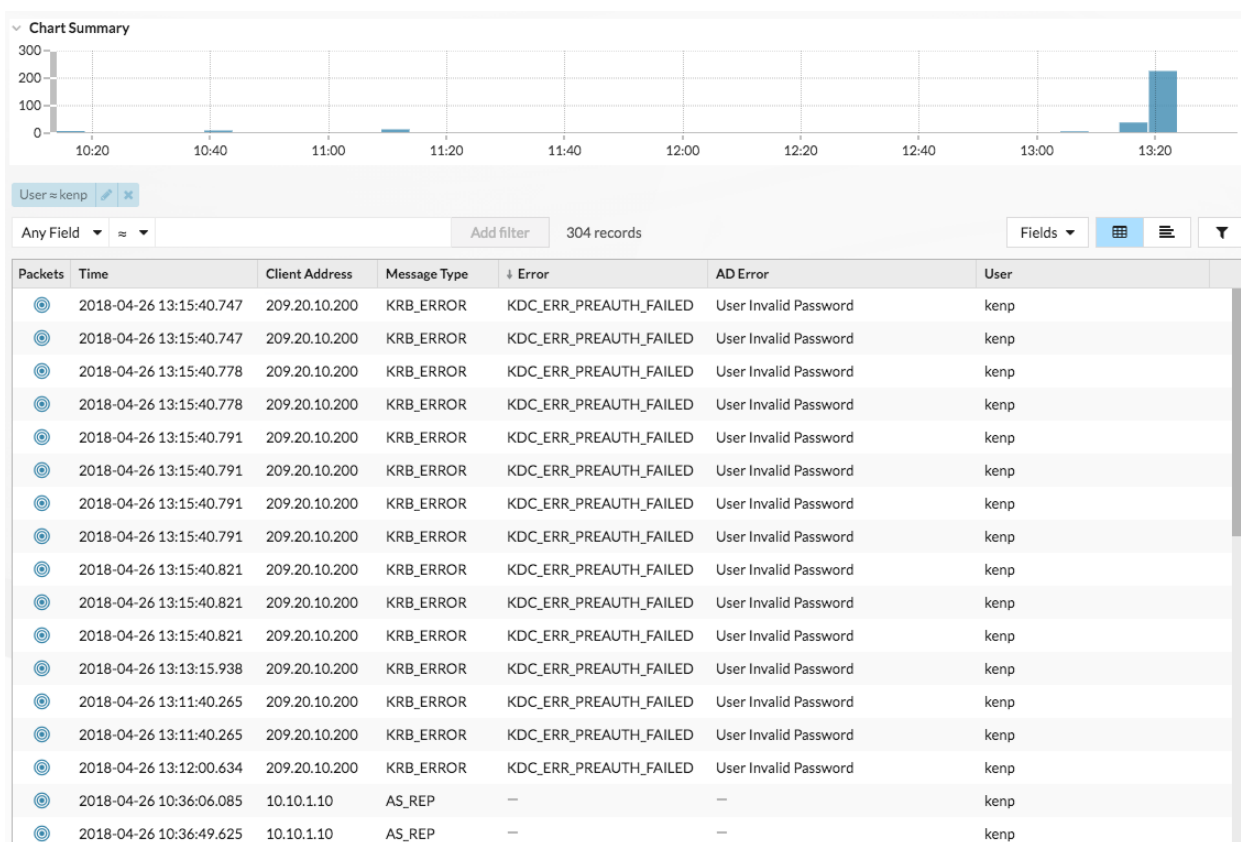 Chart Summary
300
200
100
0
10:20 10:40 11:00 11:20 11:40 12:00 12:20 12:40 13:00 13:20
User ≈ kenp
Any Field ≈ Add filter 304 records Fields
Packets Time Client Address Message Type ↓ Error AD Error User
2018-04-26 13:15:40.747 209.20.10.200 KRB_ERROR KDC_ERR_PREAUTH_FAILED User Invalid Password kenp
2018-04-26 13:15:40.747 209.20.10.200 KRB_ERROR KDC_ERR_PREAUTH_FAILED User Invalid Password kenp
2018-04-26 13:15:40.778 209.20.10.200 KRB_ERROR KDC_ERR_PREAUTH_FAILED User Invalid Password kenp
2018-04-26 13:15:40.778 209.20.10.200 KRB_ERROR KDC_ERR_PREAUTH_FAILED User Invalid Password kenp
2018-04-26 13:15:40.791 209.20.10.200 KRB_ERROR KDC_ERR_PREAUTH_FAILED User Invalid Password kenp
2018-04-26 13:15:40.791 209.20.10.200 KRB_ERROR KDC_ERR_PREAUTH_FAILED User Invalid Password kenp
2018-04-26 13:15:40.791 209.20.10.200 KRB_ERROR KDC_ERR_PREAUTH_FAILED User Invalid Password kenp
2018-04-26 13:15:40.791 209.20.10.200 KRB_ERROR KDC_ERR_PREAUTH_FAILED User Invalid Password kenp
2018-04-26 13:15:40.821 209.20.10.200 KRB_ERROR KDC_ERR_PREAUTH_FAILED User Invalid Password kenp
2018-04-26 13:15:40.821 209.20.10.200 KRB_ERROR KDC_ERR_PREAUTH_FAILED User Invalid Password kenp
2018-04-26 13:15:40.821 209.20.10.200 KRB_ERROR KDC_ERR_PREAUTH_FAILED User Invalid Password kenp
2018-04-26 13:13:15.938 209.20.10.200 KRB_ERROR KDC_ERR_PREAUTH_FAILED User Invalid Password kenp
2018-04-26 13:11:40.265 209.20.10.200 KRB_ERROR KDC_ERR_PREAUTH_FAILED User Invalid Password kenp
2018-04-26 13:11:40.265 209.20.10.200 KRB_ERROR KDC_ERR_PREAUTH_FAILED User Invalid Password kenp
2018-04-26 13:12:00.634 209.20.10.200 KRB_ERROR KDC_ERR_PREAUTH_FAILED User Invalid Password kenp
2018-04-26 10:36:06.085 10.10.1.10 AS_REP — — kenp
2018-04-26 10:36:49.625 10.10.1.10 AS_REP — — kenp